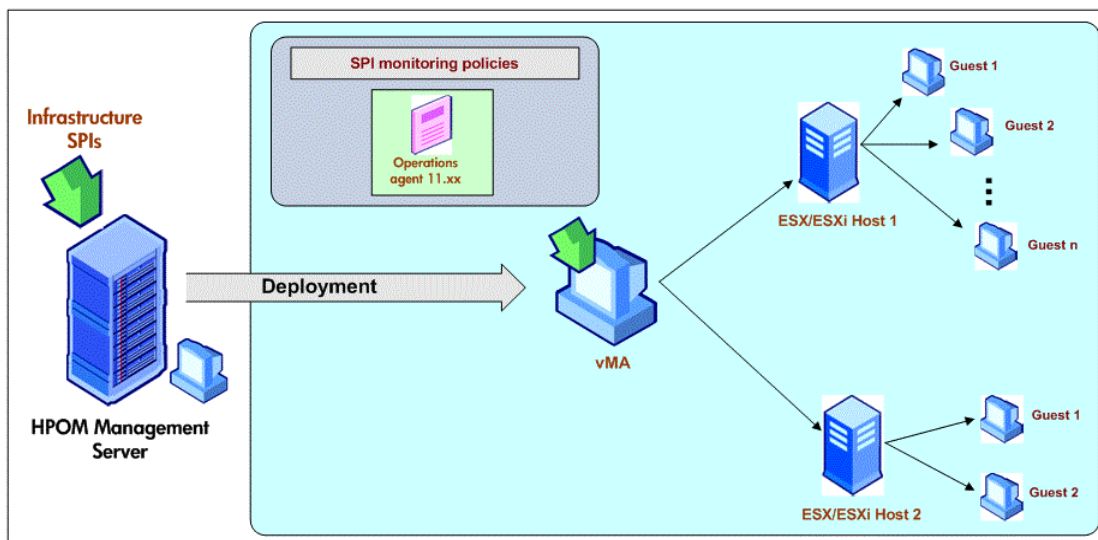 SPI monitoring policies
Operations
agent 11.xx
Infrastructure
SPIs
HPOM Management
Server
Deployment
vMA
ESX/ESXi Host 1
Guest 1
Guest 2
Guest n
ESX/ESXi Host 2
Guest 1
Guest 2